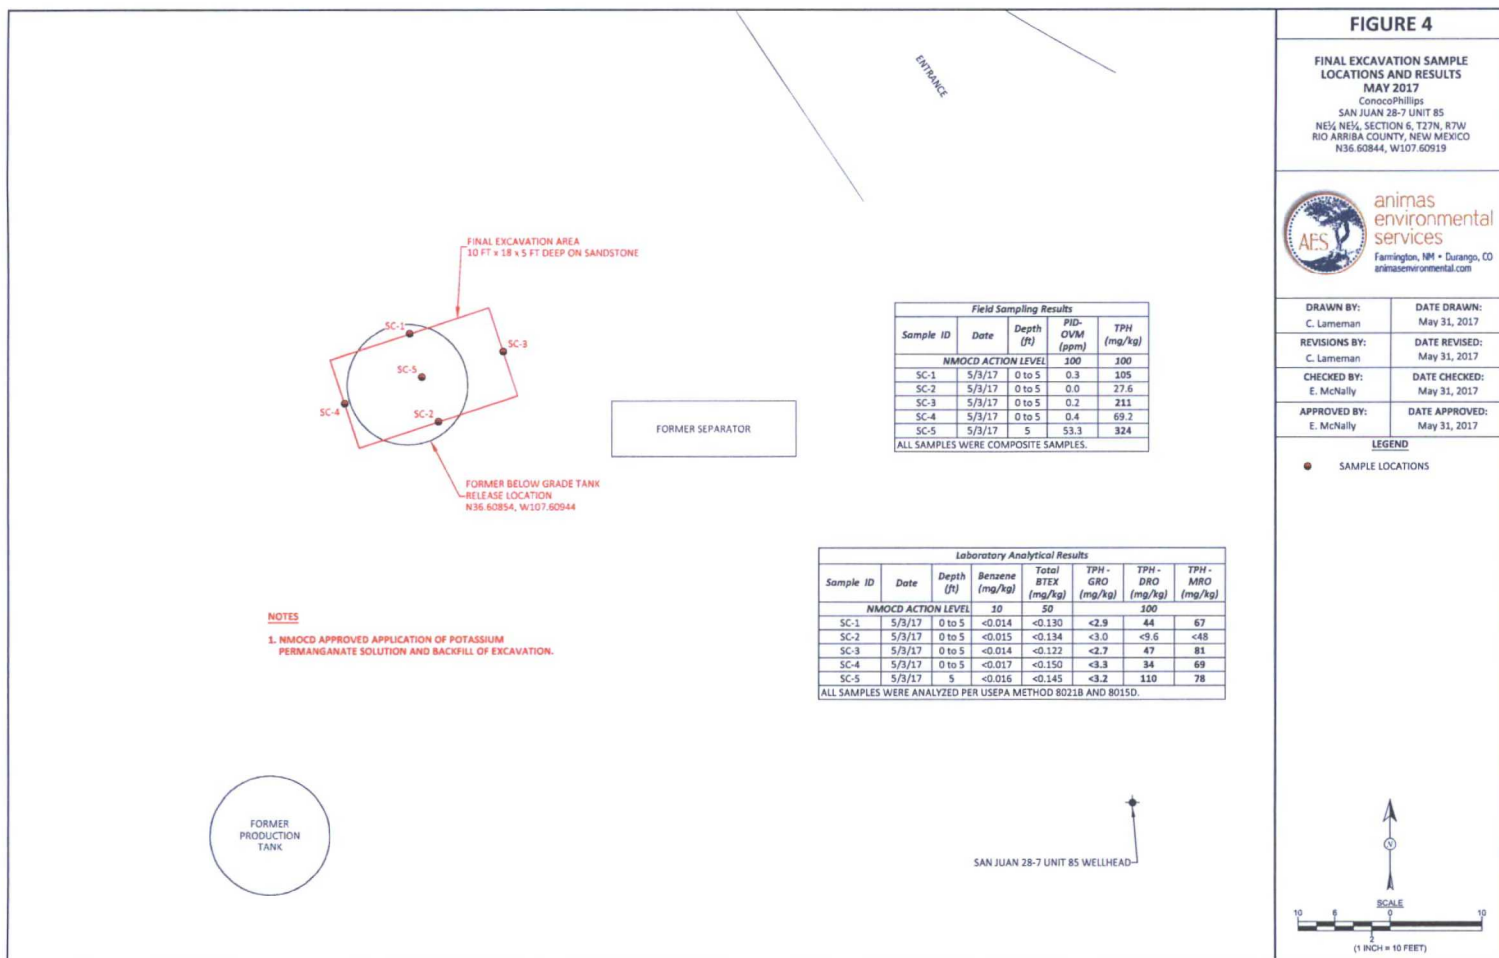 ENTRANCE
FINAL EXCAVATION AREA
10 FT x 18 x 5 FT DEEP ON SANDSTONE
SC-1
SC-3
SC-5
SC-4
SC-2
FORMER SEPARATOR
FORMER BELOW GRADE TANK
RELEASE LOCATION
N36.60854, W107.60944
NOTES
1. NMOCD APPROVED APPLICATION OF POTASSIUM
PERMANGANATE SOLUTION AND BACKFILL OF EXCAVATION.
FORMER
PRODUCTION
TANK
SAN JUAN 28-7 UNIT 85 WELLHEAD
Field Sampling Results
Sample ID Date Depth (ft) PID-OVM (ppm) TPH (mg/kg)
NMOCD ACTION LEVEL 100 100
SC-1 5/3/17 0 to 5 0.3 105
SC-2 5/3/17 0 to 5 0.0 27.6
SC-3 5/3/17 0 to 5 0.2 211
SC-4 5/3/17 0 to 5 0.4 69.2
SC-5 5/3/17 5 53.3 324
ALL SAMPLES WERE COMPOSITE SAMPLES.
Laboratory Analytical Results
Sample ID Date Depth (ft) Benzene (mg/kg) Total BTEX (mg/kg) TPH - GRO (mg/kg) TPH - DRO (mg/kg) TPH - MRO (mg/kg)
NMOCD ACTION LEVEL 10 50 100
SC-1 5/3/17 0 to 5 <0.014 <0.130 <2.9 44 67
SC-2 5/3/17 0 to 5 <0.015 <0.134 <3.0 <9.6 <48
SC-3 5/3/17 0 to 5 <0.014 <0.122 <2.7 47 81
SC-4 5/3/17 0 to 5 <0.017 <0.150 <3.3 34 69
SC-5 5/3/17 5 <0.016 <0.145 <3.2 110 78
ALL SAMPLES WERE ANALYZED PER USEPA METHOD 8021B AND 8015D.
FIGURE 4
FINAL EXCAVATION SAMPLE
LOCATIONS AND RESULTS
MAY 2017
ConocoPhillips
SAN JUAN 28-7 UNIT 85
NE¼ NE¼, SECTION 6, T27N, R7W
RIO ARRIBA COUNTY, NEW MEXICO
N36.60844, W107.60919
AES
animas
environmental
services
Farmington, NM • Durango, CO
animasenvironmental.com
DRAWN BY: DATE DRAWN:
C. Lameman May 31, 2017
REVISIONS BY: DATE REVISED:
C. Lameman May 31, 2017
CHECKED BY: DATE CHECKED:
E. McNally May 31, 2017
APPROVED BY: DATE APPROVED:
E. McNally May 31, 2017
LEGEND
SAMPLE LOCATIONS
N
SCALE
10 6 0 10
2
(1 INCH = 10 FEET)